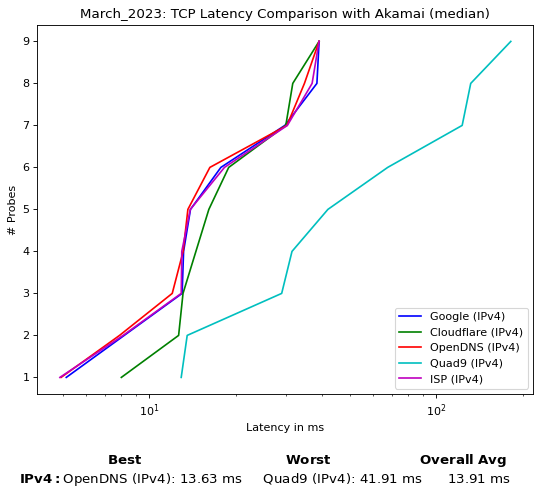 March_2023: TCP Latency Comparison with Akamai (median)
9
8
7
6
5
4
3
2
1
# Probes
Google (IPv4)
Cloudflare (IPv4)
OpenDNS (IPv4)
Quad9 (IPv4)
ISP (IPv4)
10¹ 10²
Latency in ms
Best Worst Overall Avg
IPv4: OpenDNS (IPv4): 13.63 ms Quad9 (IPv4): 41.91 ms 13.91 ms